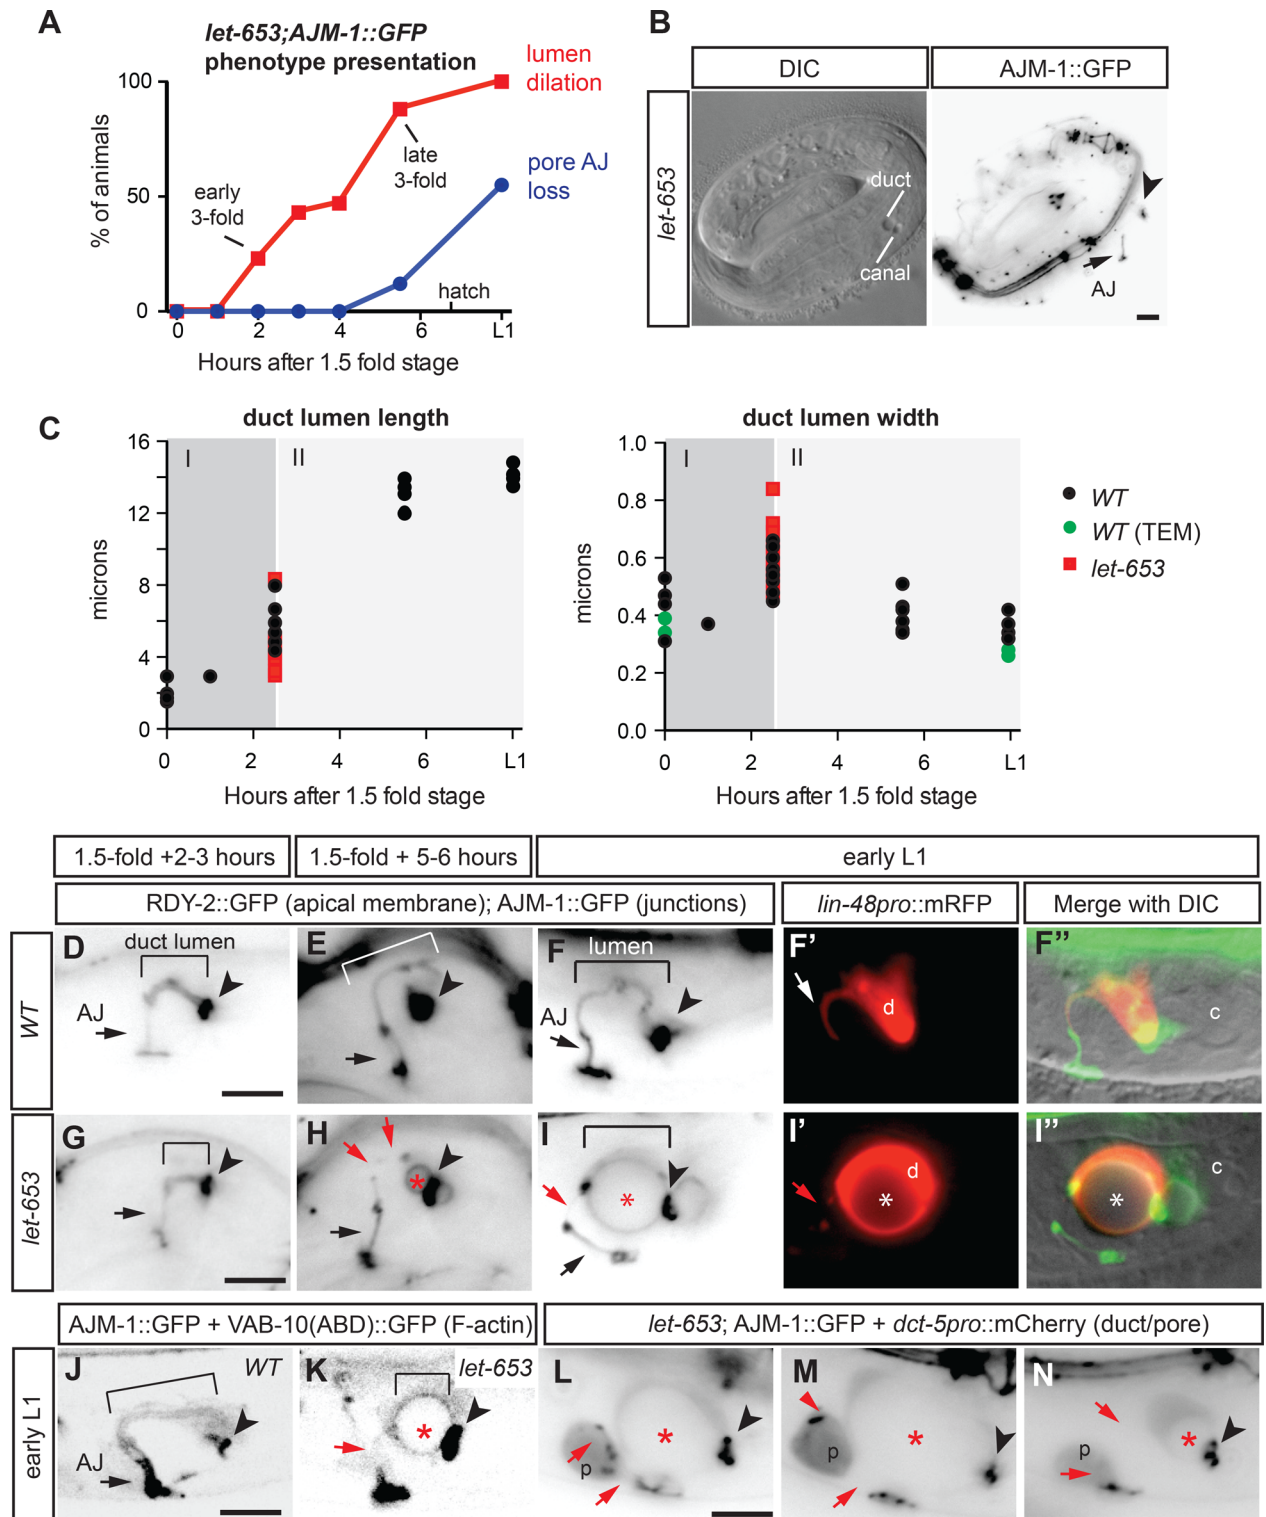 A
let-653;AJM-1::GFP
phenotype presentation
lumen
dilation
100
50
0
% of animals
early
3-fold
late
3-fold
pore AJ
loss
hatch
0
2
4
6
L1
Hours after 1.5 fold stage
B
DIC
AJM-1::GFP
let-653
duct
canal
AJ
C
duct lumen length
16
12
8
4
0
microns
I
II
0
2
4
6
L1
Hours after 1.5 fold stage
duct lumen width
1.0
0.8
0.6
0.4
0.2
0.0
microns
I
II
0
2
4
6
L1
Hours after 1.5 fold stage
WT
WT (TEM)
let-653
1.5-fold +2-3 hours
1.5-fold + 5-6 hours
early L1
RDY-2::GFP (apical membrane); AJM-1::GFP (junctions)
lin-48pro::mRFP
Merge with DIC
WT
D
duct lumen
AJ
E
F
lumen
AJ
F'
d
F''
c
let-653
G
H
*
I
*
I'
d
*
I''
c
*
AJM-1::GFP + VAB-10(ABD)::GFP (F-actin)
let-653; AJM-1::GFP + dct-5pro::mCherry (duct/pore)
early L1
J
WT
AJ
K
let-653
*
L
*
p
M
*
p
N
*
p